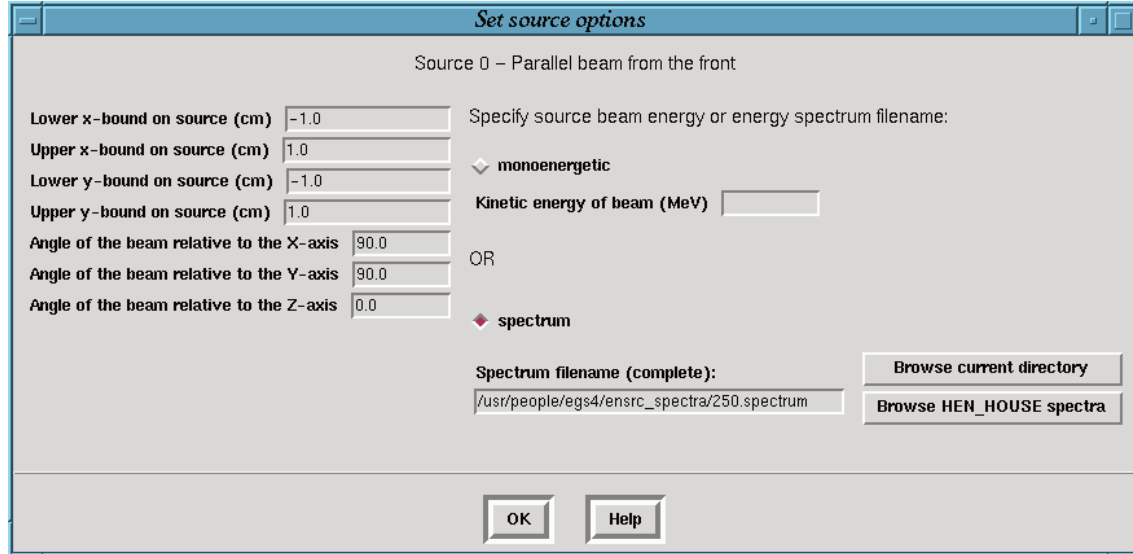 Set source options
Source 0 – Parallel beam from the front
Lower x–bound on source (cm) –1.0
Upper x–bound on source (cm) 1.0
Lower y–bound on source (cm) –1.0
Upper y–bound on source (cm) 1.0
Angle of the beam relative to the X–axis 90.0
Angle of the beam relative to the Y–axis 90.0
Angle of the beam relative to the Z–axis 0.0
Specify source beam energy or energy spectrum filename:
monoenergetic
Kinetic energy of beam (MeV)
OR
spectrum
Spectrum filename (complete):
/usr/people/egs4/ensrc_spectra/250.spectrum
Browse current directory
Browse HEN_HOUSE spectra
OK
Help